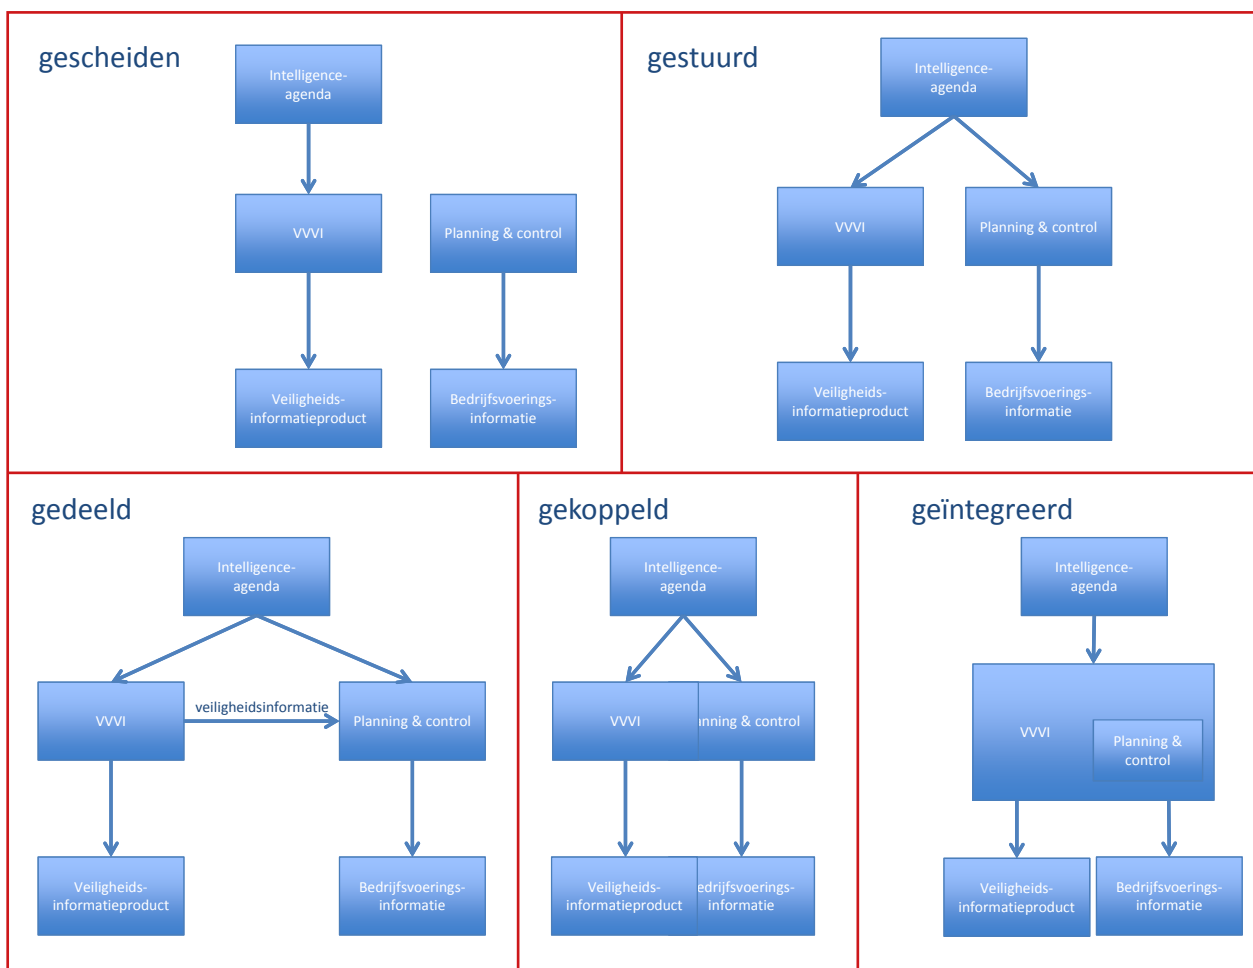 gescheiden
Intelligence-
agenda
VVVI
Planning & control
Veiligheids-
informatieproduct
Bedrijfsvoerings-
informatie
gestuurd
Intelligence-
agenda
VVVI
Planning & control
Veiligheids-
informatieproduct
Bedrijfsvoerings-
informatie
gedeeld
Intelligence-
agenda
VVVI
veiligheidsinformatie
Planning & control
Veiligheids-
informatieproduct
Bedrijfsvoerings-
informatie
gekoppeld
Intelligence-
agenda
VVVI
nning & control
Veiligheids-
informatieproduct
edrijfsvoerings-
informatie
geïntegreerd
Intelligence-
agenda
VVVI
Planning &
control
Veiligheids-
informatieproduct
Bedrijfsvoerings-
informatie